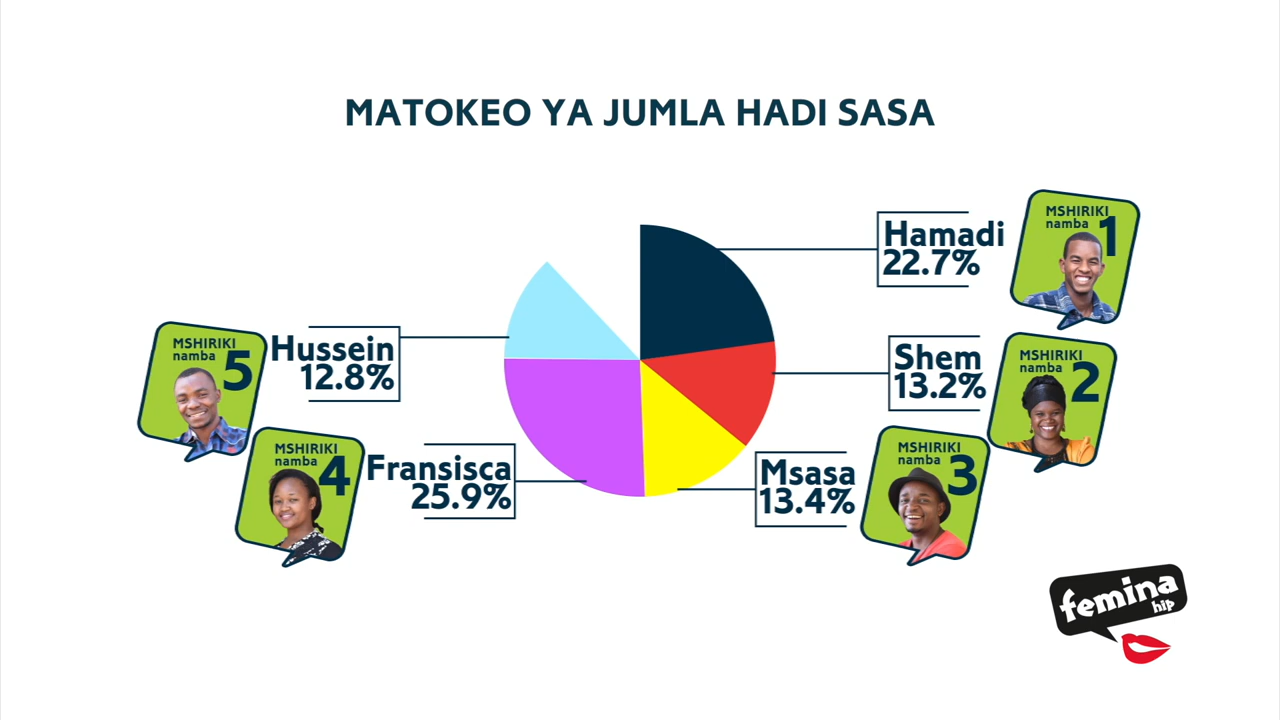 MATOKEO YA JUMLA HADI SASA
Hamadi
22.7%
MSHIRIKI
namba 1
Shem
13.2%
MSHIRIKI
namba 2
Msasa
13.4%
MSHIRIKI
namba 3
Fransisca
25.9%
MSHIRIKI
namba 4
Hussein
12.8%
MSHIRIKI
namba 5
femina
hip